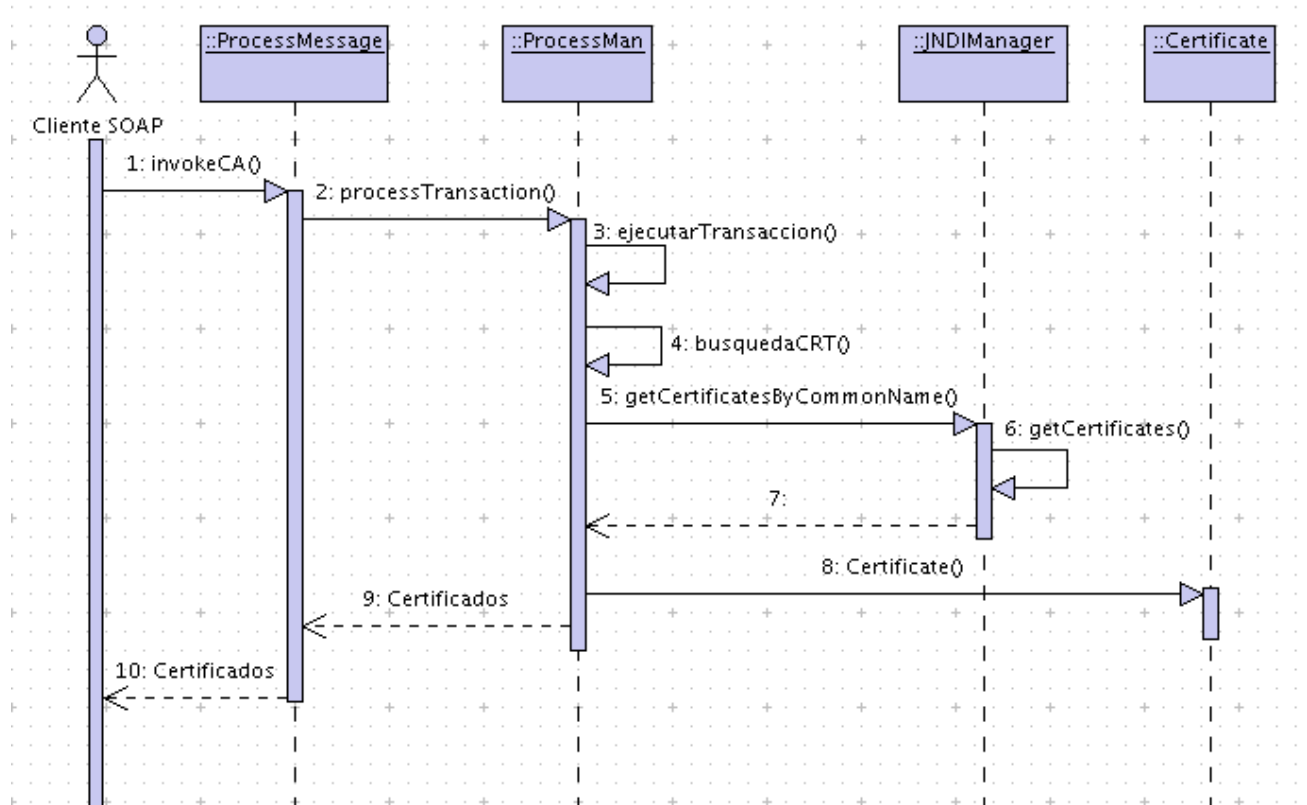 ::ProcessMessage
::ProcessMan
::JNDIManager
::Certificate
Cliente SOAP
1: invokeCA()
2: processTransaction()
3: ejecutarTransaccion()
4: busquedaCRT()
5: getCertificatesByCommonName()
6: getCertificates()
7:
8: Certificate()
9: Certificados
10: Certificados